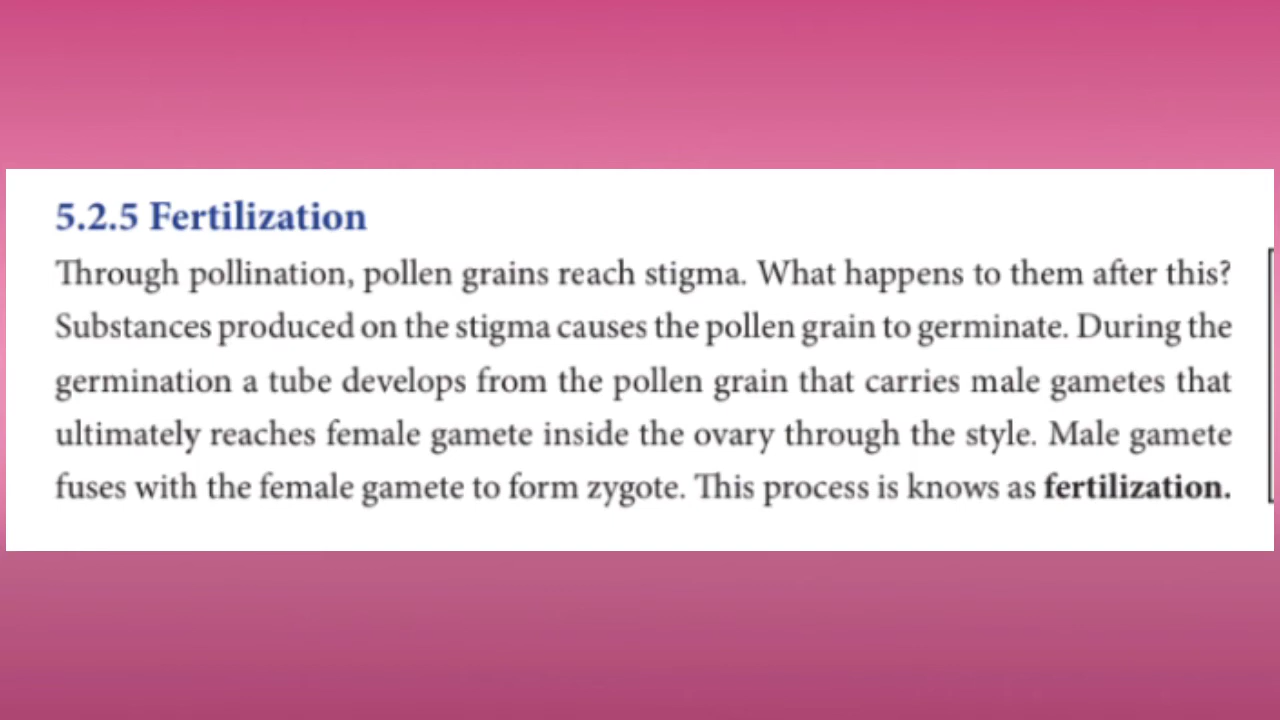 5.2.5 Fertilization
Through pollination, pollen grains reach stigma. What happens to them after this?
Substances produced on the stigma causes the pollen grain to germinate. During the
germination a tube develops from the pollen grain that carries male gametes that
ultimately reaches female gamete inside the ovary through the style. Male gamete
fuses with the female gamete to form zygote. This process is knows as fertilization.